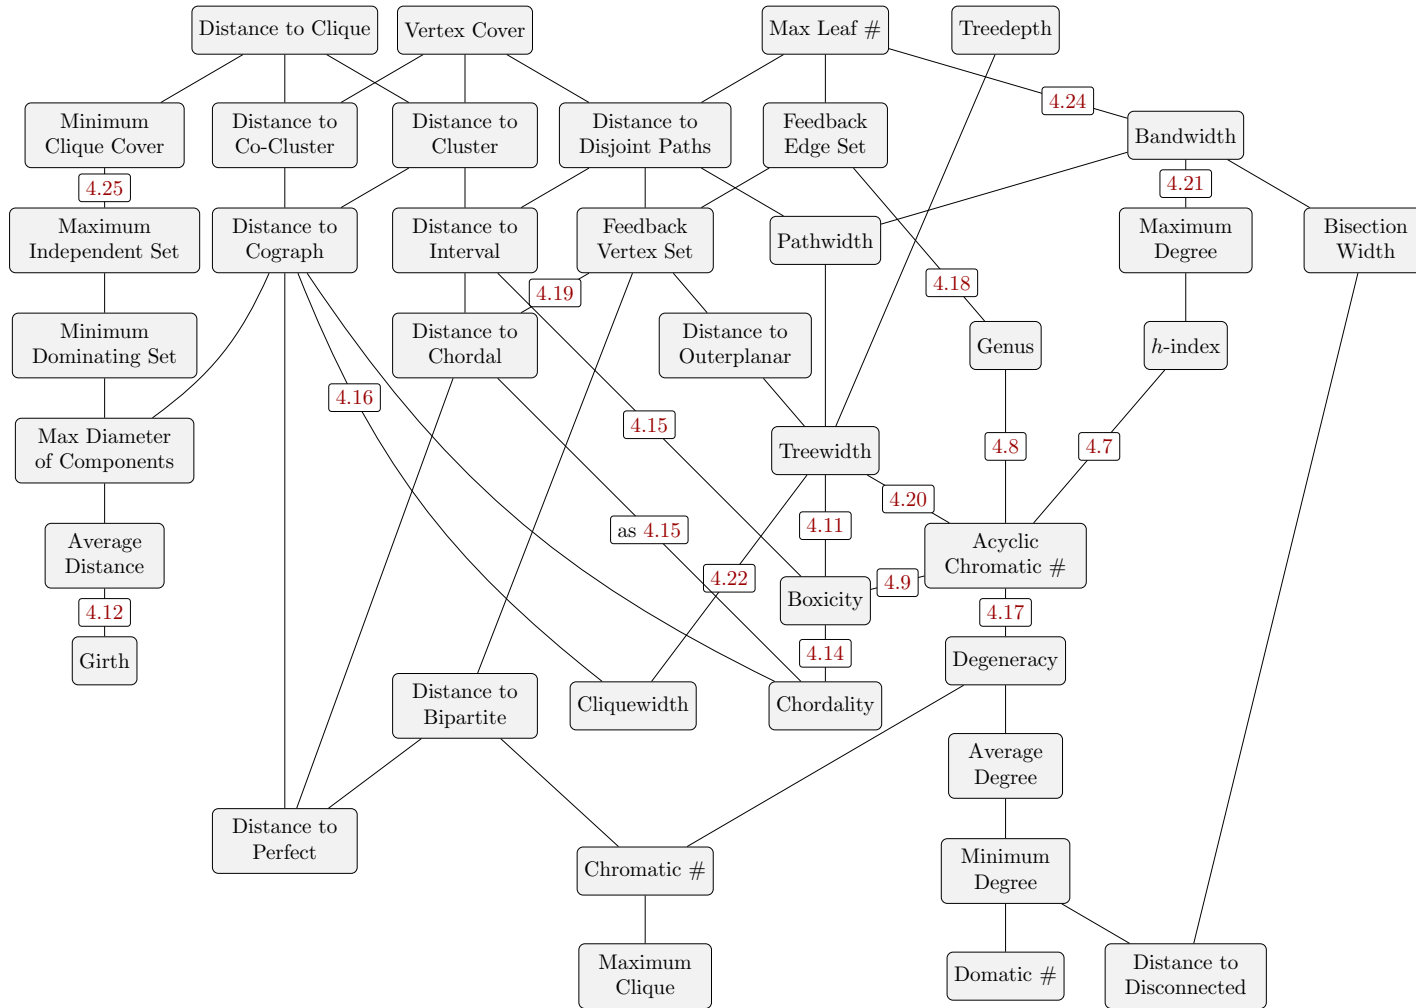 Distance to Clique
Vertex Cover
Max Leaf #
Treedepth
4.24
Minimum
Clique Cover
Distance to
Co-Cluster
Distance to
Cluster
Distance to
Disjoint Paths
Feedback
Edge Set
Bandwidth
4.25
4.21
Maximum
Independent Set
Distance to
Cograph
Distance to
Interval
Feedback
Vertex Set
Pathwidth
Maximum
Degree
Bisection
Width
4.19
4.18
Minimum
Dominating Set
Distance to
Chordal
Distance to
Outerplanar
Genus
h-index
4.16
4.15
Max Diameter
of Components
Treewidth
4.8
4.7
4.20
as 4.15
4.11
Average
Distance
Acyclic
Chromatic #
4.22
4.9
4.12
Boxicity
4.17
Girth
4.14
Degeneracy
Distance to
Bipartite
Cliquewidth
Chordality
Average
Degree
Distance to
Perfect
Chromatic #
Minimum
Degree
Maximum
Clique
Domatic #
Distance to
Disconnected